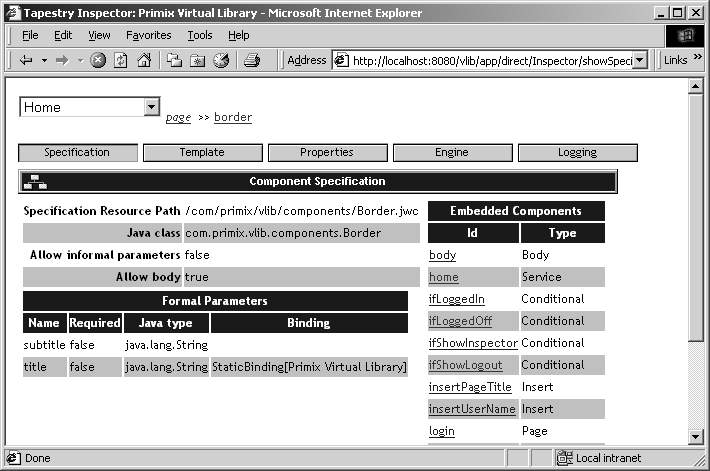 Tapestry Inspector: Primix Virtual Library - Microsoft Internet Explorer
File Edit View Favorites Tools Help
Address http://localhost:8080/vlib/app/direct/Inspector/showSpeci Links »
Home page >> border
Specification Template Properties Engine Logging
Component Specification
Specification Resource Path /com/primix/vlib/components/Border.jwc
Java class com.primix.vlib.components.Border
Allow informal parameters false
Allow body true
Formal Parameters
Name Required Java type Binding
subtitle false java.lang.String
title false java.lang.String StaticBinding[Primix Virtual Library]
Embedded Components
Id Type
body Body
home Service
ifLoggedIn Conditional
ifLoggedOff Conditional
ifShowInspector Conditional
ifShowLogout Conditional
insertPageTitle Insert
insertUserName Insert
login Page
Done Local intranet